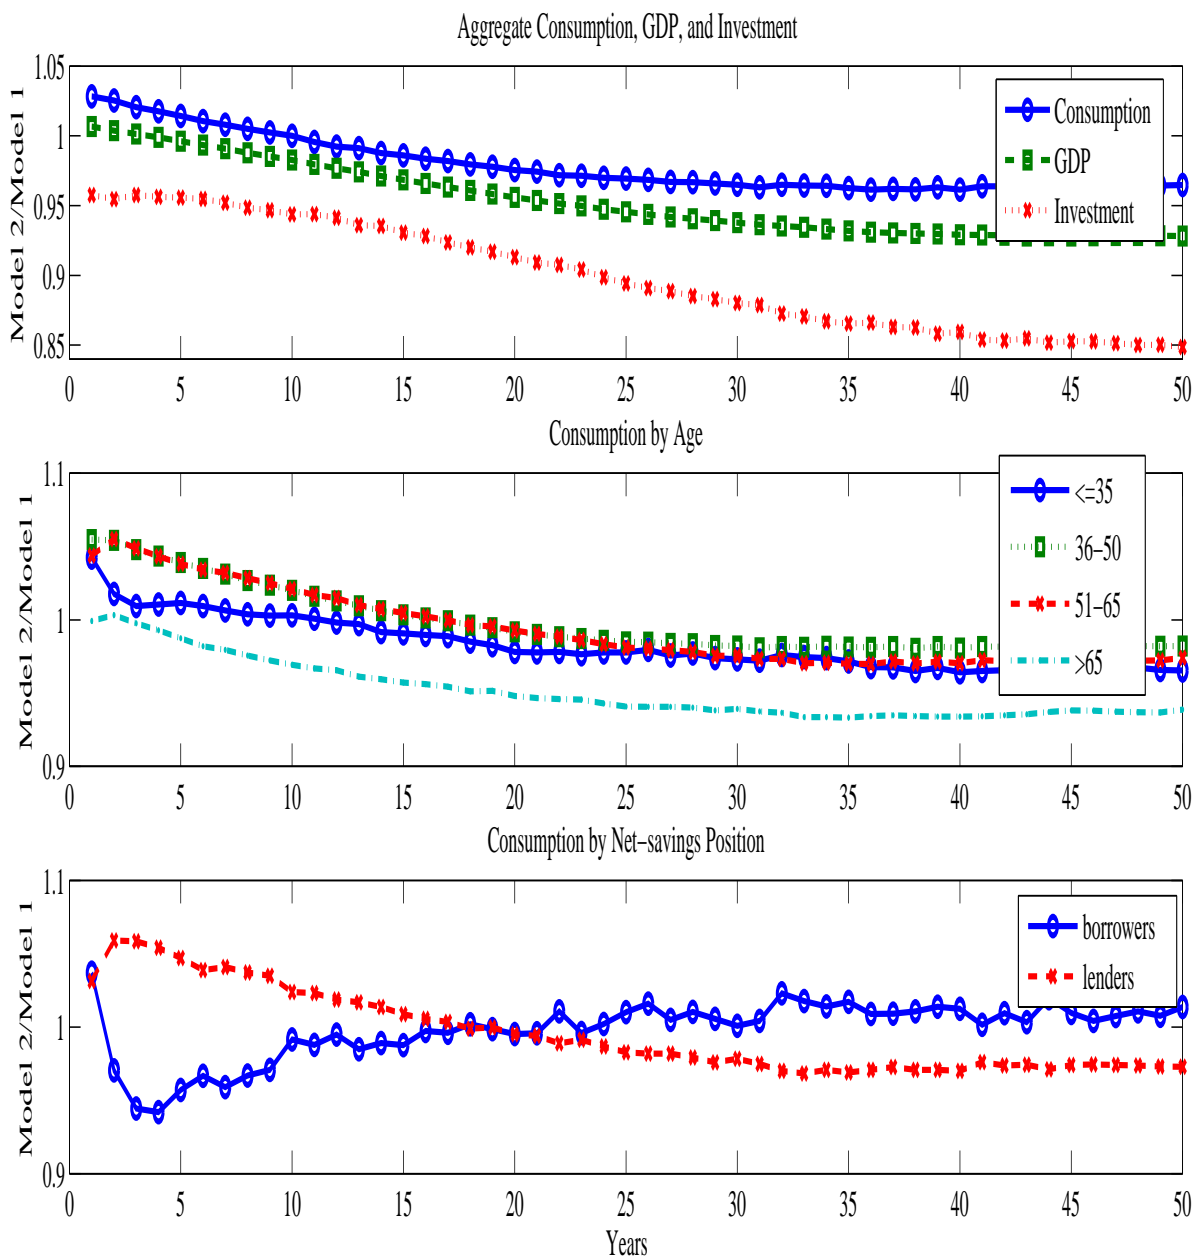 Aggregate Consumption, GDP, and Investment
1.05
1
0.95
0.9
0.85
Model 2/Model 1
Consumption
GDP
Investment
0 5 10 15 20 25 30 35 40 45 50
Consumption by Age
1.1
1
0.9
Model 2/Model 1
<=35
36-50
51-65
>65
0 5 10 15 20 25 30 35 40 45 50
Consumption by Net-savings Position
1.1
1
0.9
Model 2/Model 1
borrowers
lenders
0 5 10 15 20 25 30 35 40 45 50
Years